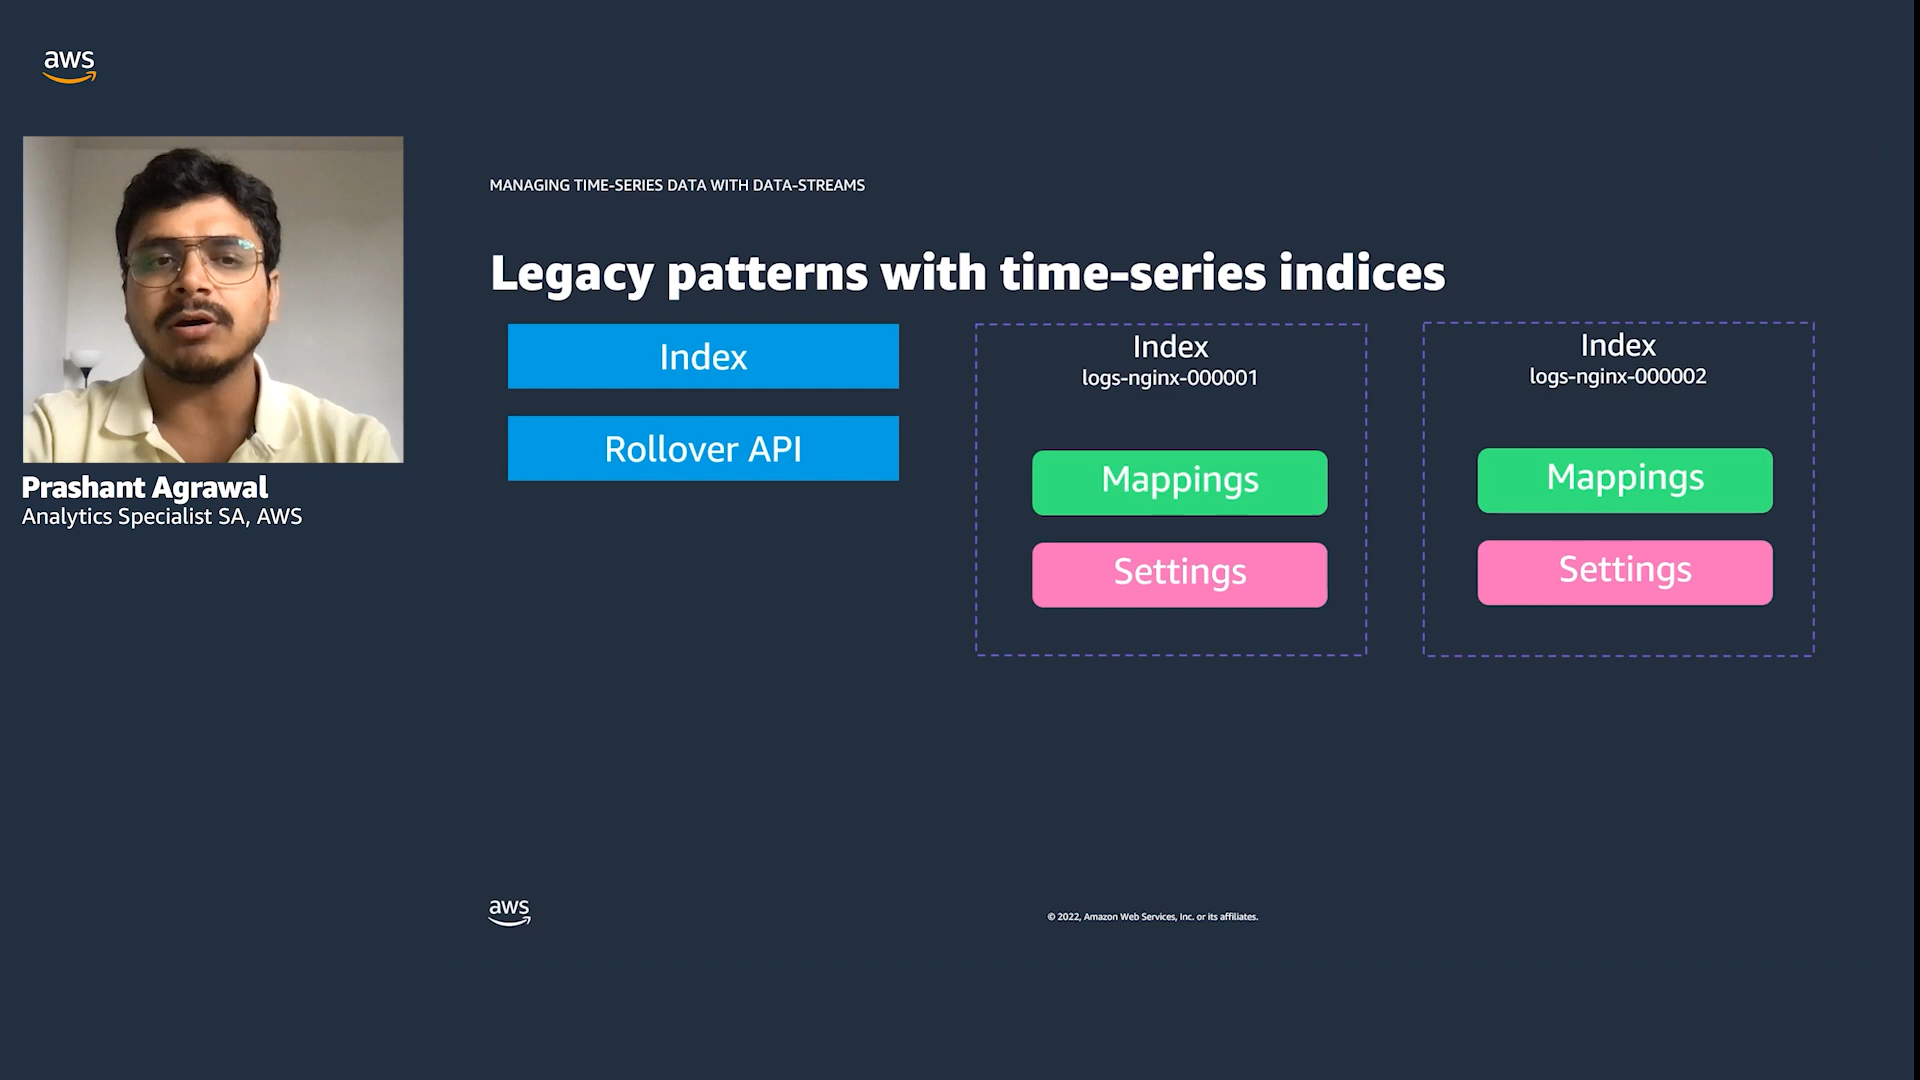 aws
Prashant Agrawal
Analytics Specialist SA, AWS
MANAGING TIME-SERIES DATA WITH DATA-STREAMS
Legacy patterns with time-series indices
Index
Rollover API
Index
logs-nginx-000001
Mappings
Settings
Index
logs-nginx-000002
Mappings
Settings
aws
© 2022, Amazon Web Services, Inc. or its affiliates.